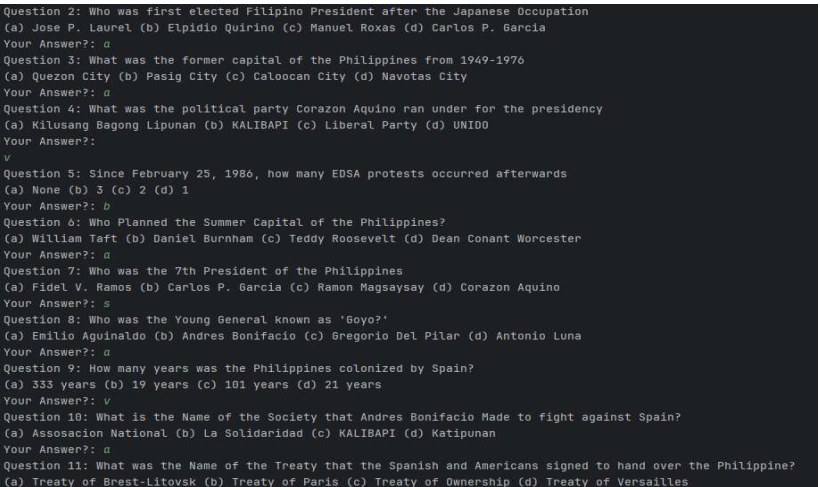 Question 2: Who was first elected Filipino President after the Japanese Occupation
(a) Jose P. Laurel (b) Elpidio Quirino (c) Manuel Roxas (d) Carlos P. Garcia
Your Answer?: a
Question 3: What was the former capital of the Philippines from 1949-1976
(a) Quezon City (b) Pasig City (c) Caloocan City (d) Navotas City
Your Answer?: a
Question 4: What was the political party Corazon Aquino ran under for the presidency
(a) Kilusang Bagong Lipunan (b) KALIBAPI (c) Liberal Party (d) UNIDO
Your Answer?:
v
Question 5: Since February 25, 1986, how many EDSA protests occurred afterwards
(a) None (b) 3 (c) 2 (d) 1
Your Answer?: b
Question 6: Who Planned the Summer Capital of the Philippines?
(a) William Taft (b) Daniel Burnham (c) Teddy Roosevelt (d) Dean Conant Worcester
Your Answer?: a
Question 7: Who was the 7th President of the Philippines
(a) Fidel V. Ramos (b) Carlos P. Garcia (c) Ramon Magsaysay (d) Corazon Aquino
Your Answer?: s
Question 8: Who was the Young General known as 'Goyo?'
(a) Emilio Aguinaldo (b) Andres Bonifacio (c) Gregorio Del Pilar (d) Antonio Luna
Your Answer?: a
Question 9: How many years was the Philippines colonized by Spain?
(a) 333 years (b) 19 years (c) 101 years (d) 21 years
Your Answer?: v
Question 10: What is the Name of the Society that Andres Bonifacio Made to fight against Spain?
(a) Assosacion National (b) La Solidaridad (c) KALIBAPI (d) Katipunan
Your Answer?: a
Question 11: What was the Name of the Treaty that the Spanish and Americans signed to hand over the Philippine?
(a) Treaty of Brest-Litovsk (b) Treaty of Paris (c) Treaty of Ownership (d) Treaty of Versailles